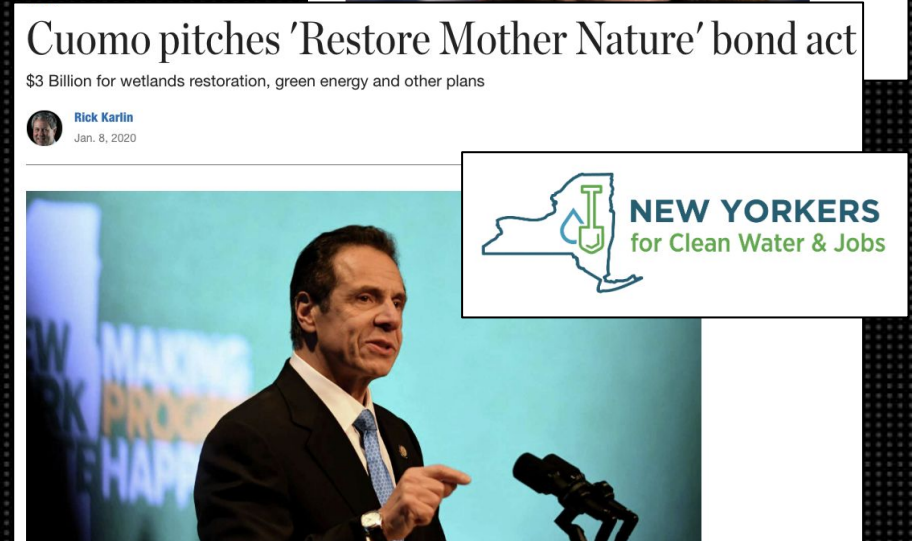 Cuomo pitches 'Restore Mother Nature' bond act
$3 Billion for wetlands restoration, green energy and other plans
Rick Karlin
Jan. 8, 2020
NEW YORKERS
for Clean Water & Jobs
MAKING